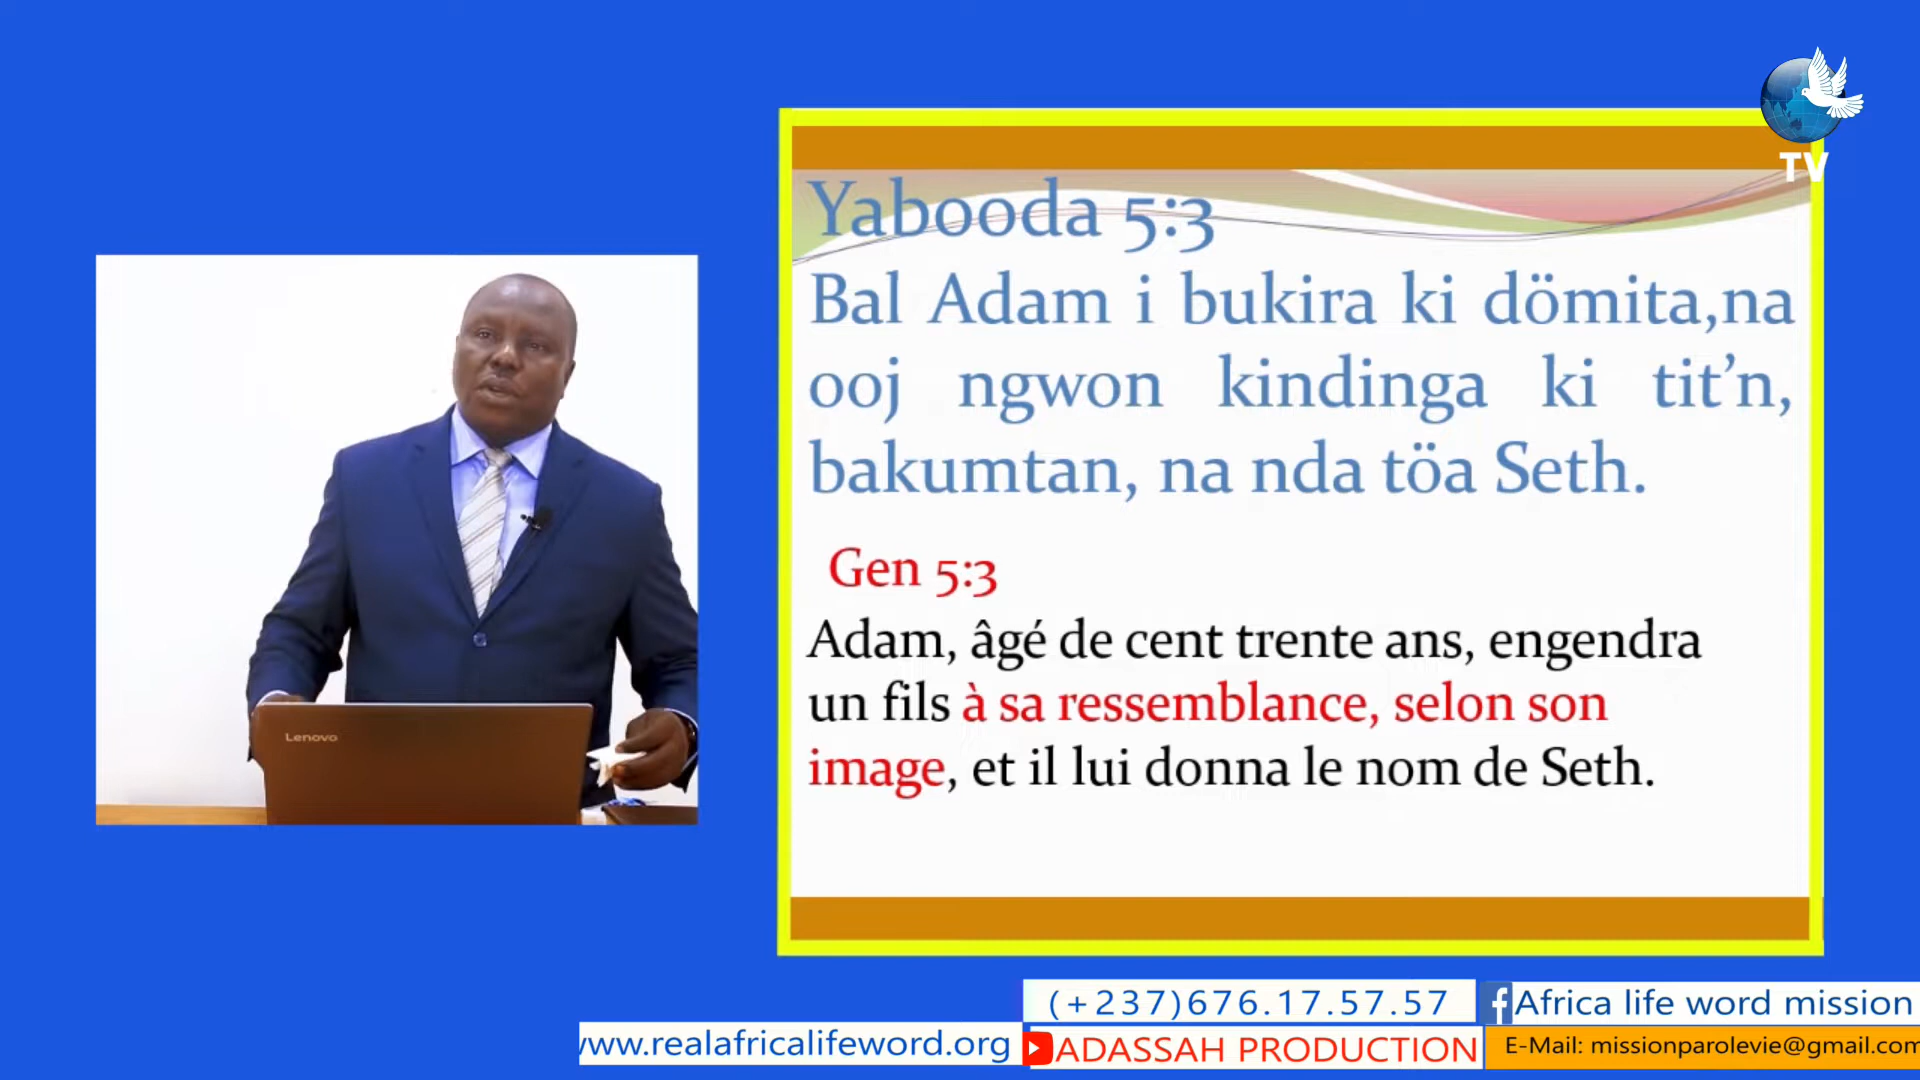 TV
Yabooda 5:3
Bal Adam i bukira ki dömita,na
ooj ngwon kindinga ki tit’n,
bakumtan, na nda töa Seth.
Gen 5:3
Adam, âgé de cent trente ans, engendra
un fils à sa ressemblance, selon son
image, et il lui donna le nom de Seth.
Lenovo
(+237)676.17.57.57
Africa life word mission
www.realafricalifeword.org
ADASSAH PRODUCTION
E-Mail: missionparolevie@gmail.com